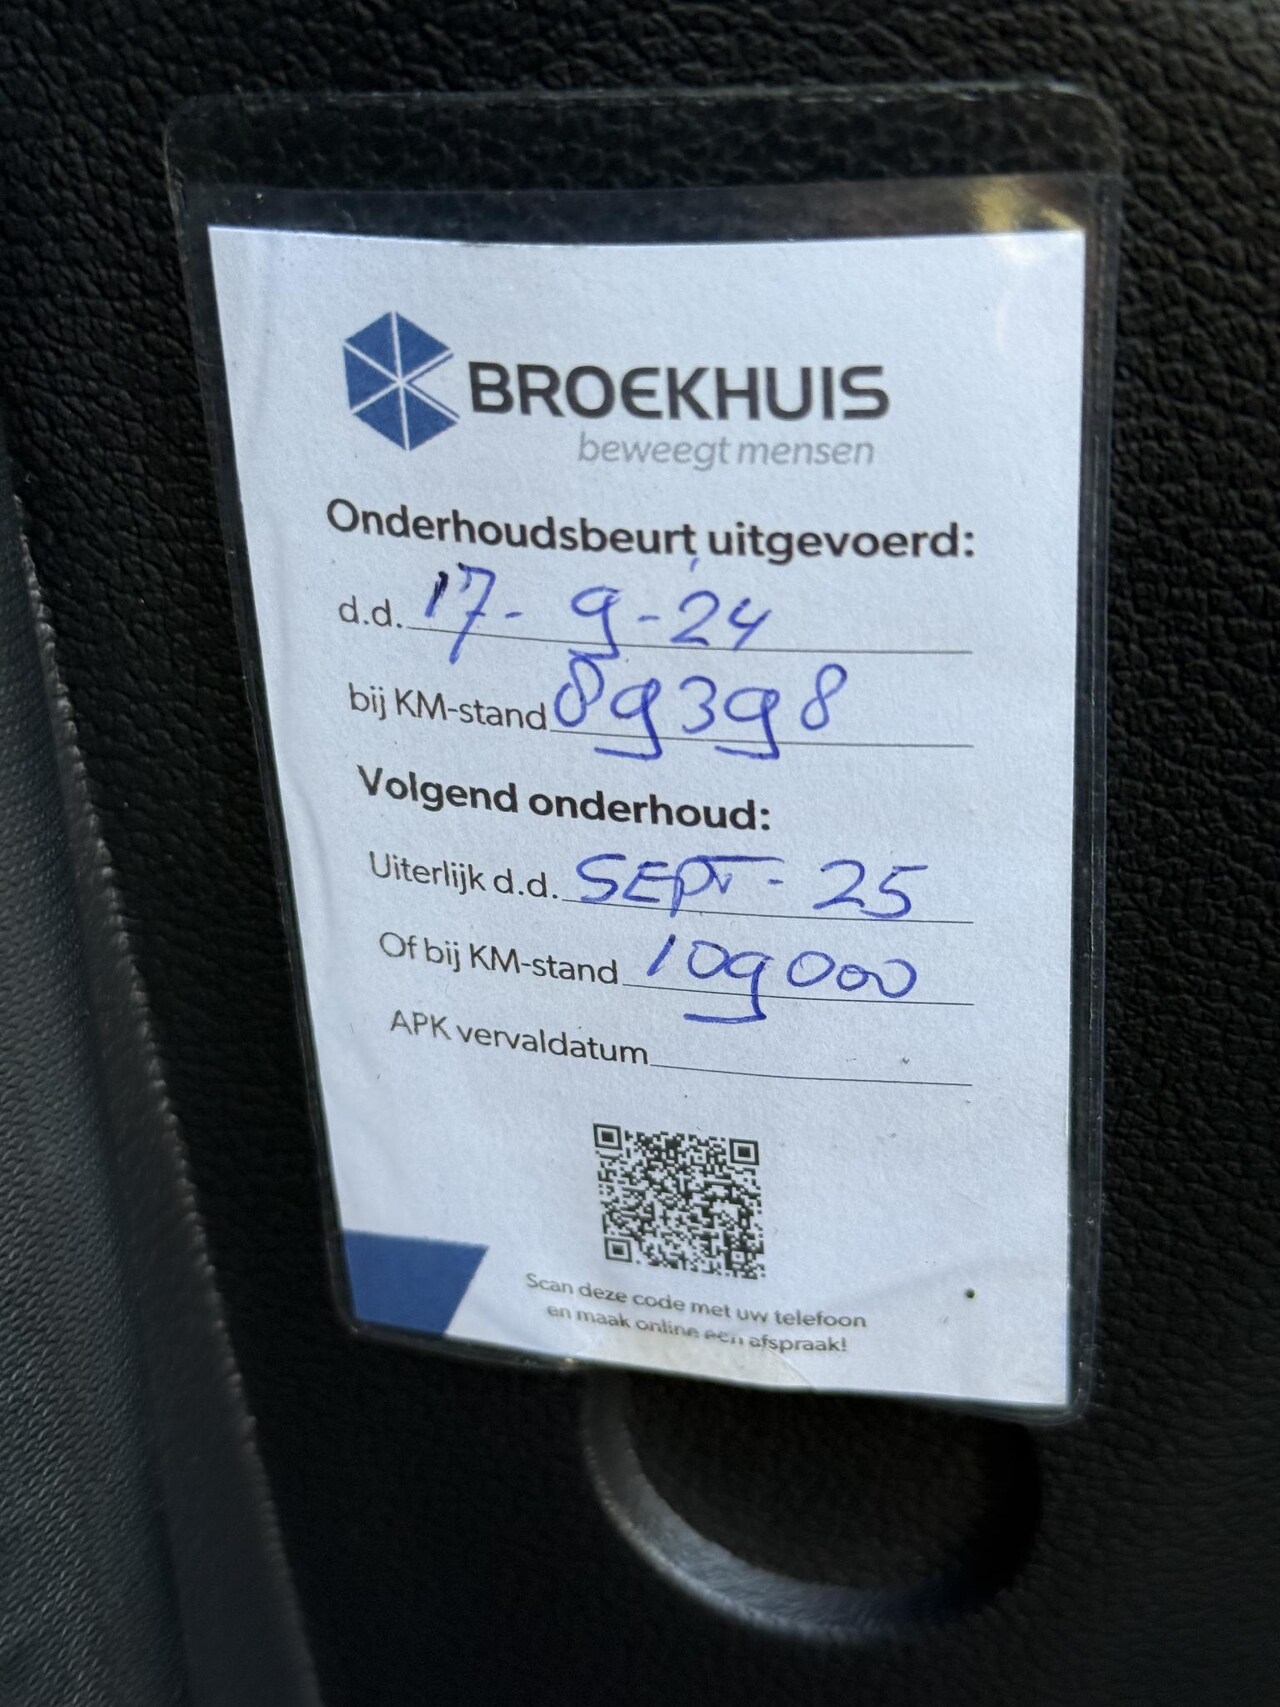 BROEKHUIS
beweegt mensen
Onderhoudsbeurt uitgevoerd:
d.d. 17-9-24
bij KM-stand 89398
Volgend onderhoud:
Uiterlijk d.d. SEPT-25
Of bij KM-stand 109000
APK vervaldatum
Scan deze code met uw telefoon
en maak online een afspraak!